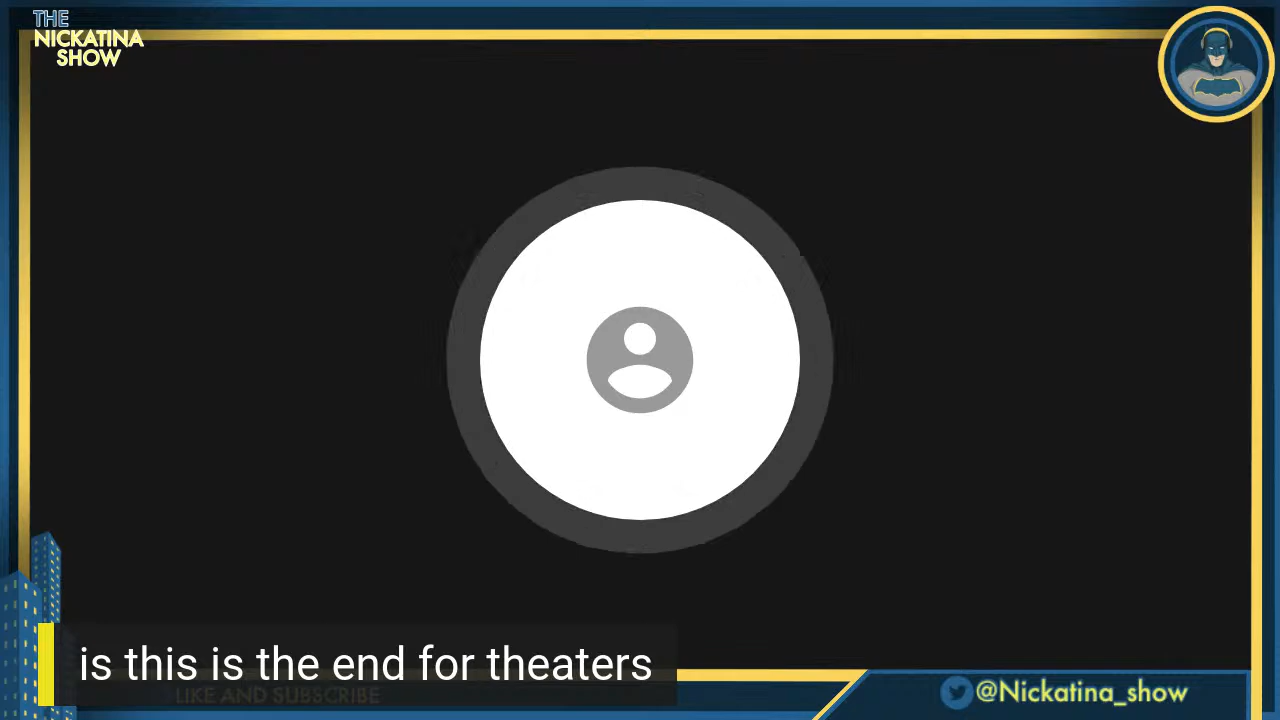 THE
NICKATINA
SHOW
is this is the end for theaters
LIKE AND SUBSCRIBE
@Nickatina_show